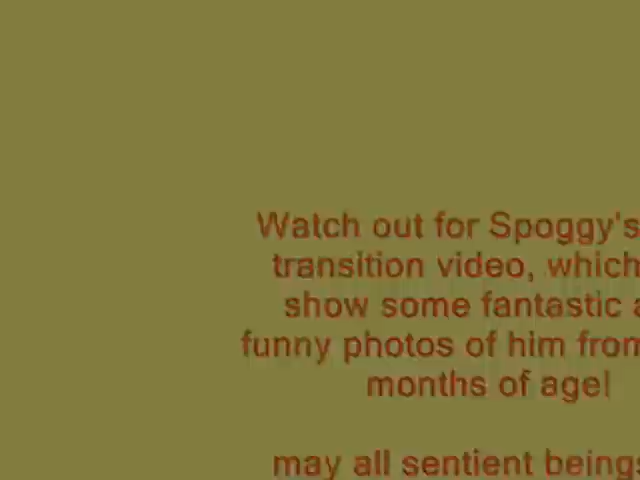 Watch out for Spoggy's
transition video, which
show some fantastic a
funny photos of him from
months of age!
may all sentient beings